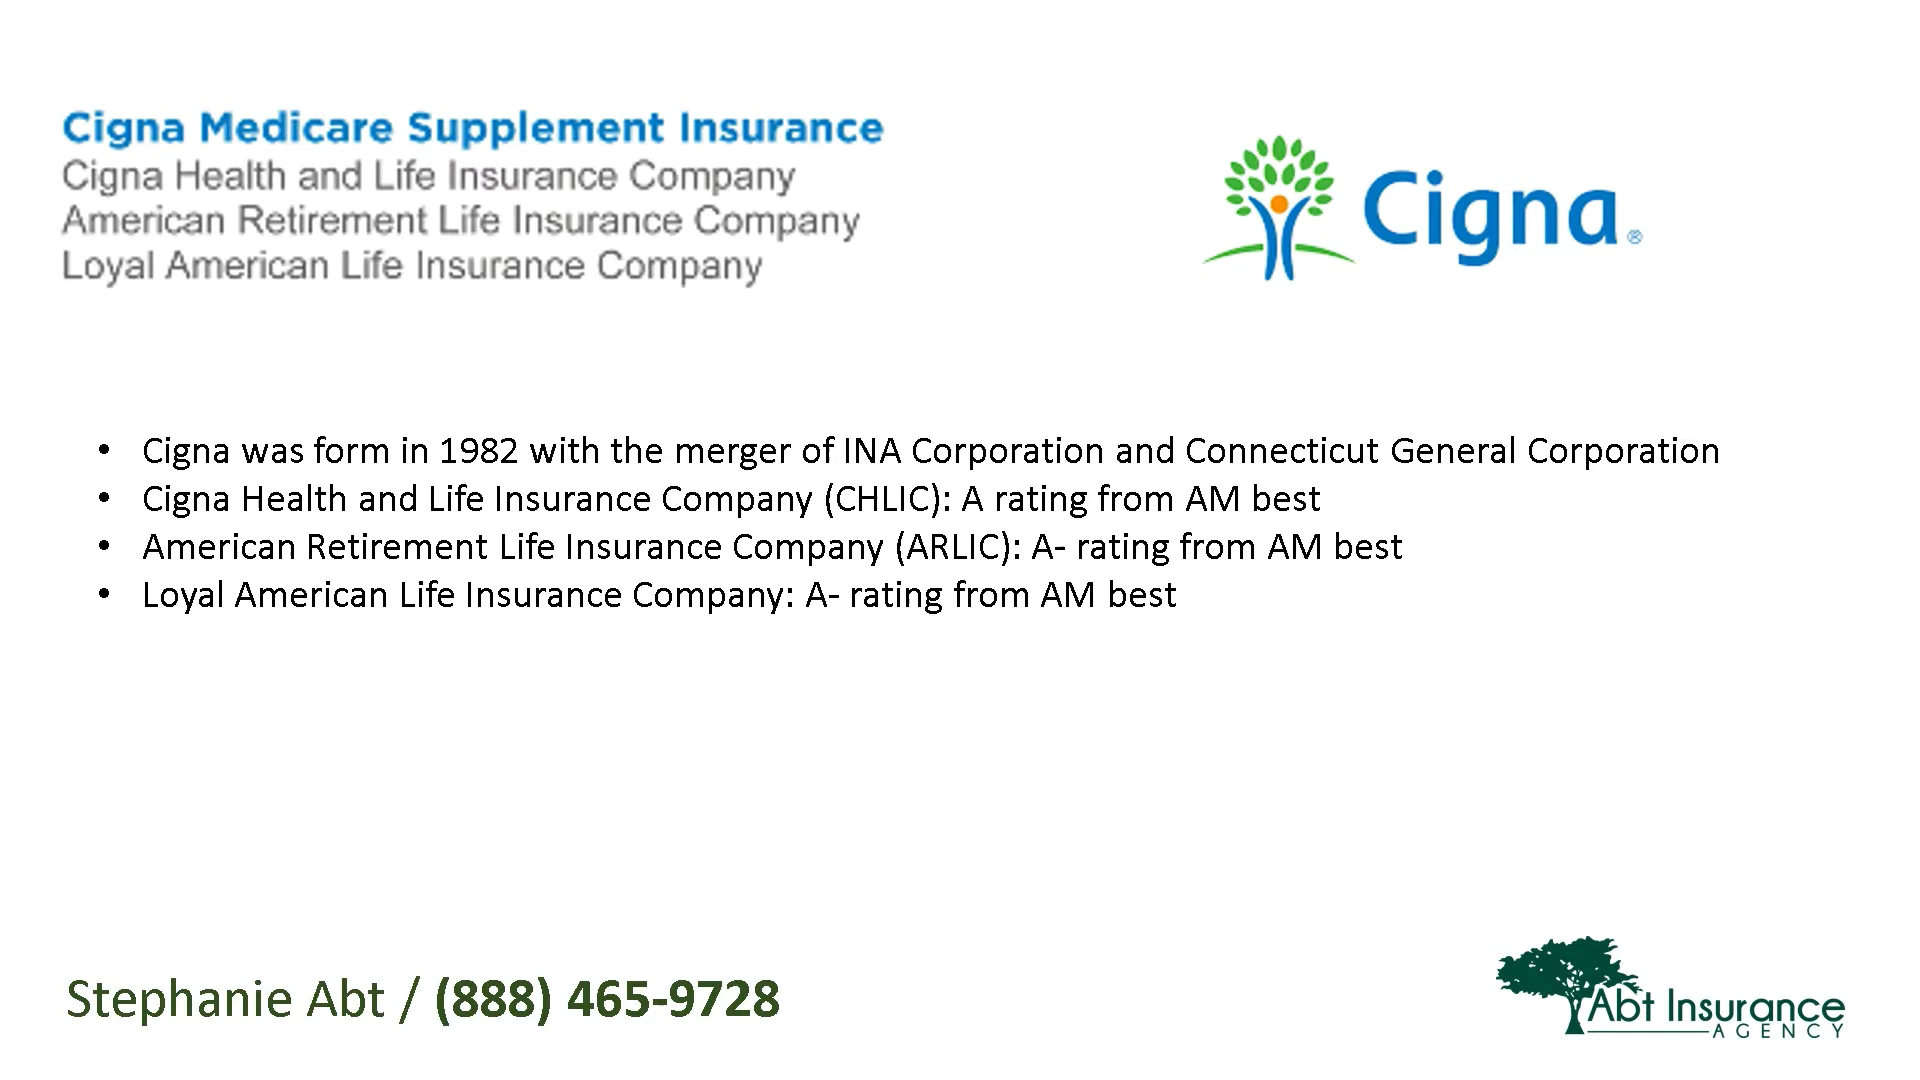 Cigna Medicare Supplement Insurance
Cigna Health and Life Insurance Company
American Retirement Life Insurance Company
Loyal American Life Insurance Company
Cigna®
• Cigna was form in 1982 with the merger of INA Corporation and Connecticut General Corporation
• Cigna Health and Life Insurance Company (CHLIC): A rating from AM best
• American Retirement Life Insurance Company (ARLIC): A- rating from AM best
• Loyal American Life Insurance Company: A- rating from AM best
Stephanie Abt / (888) 465-9728
Abt Insurance
AGENCY